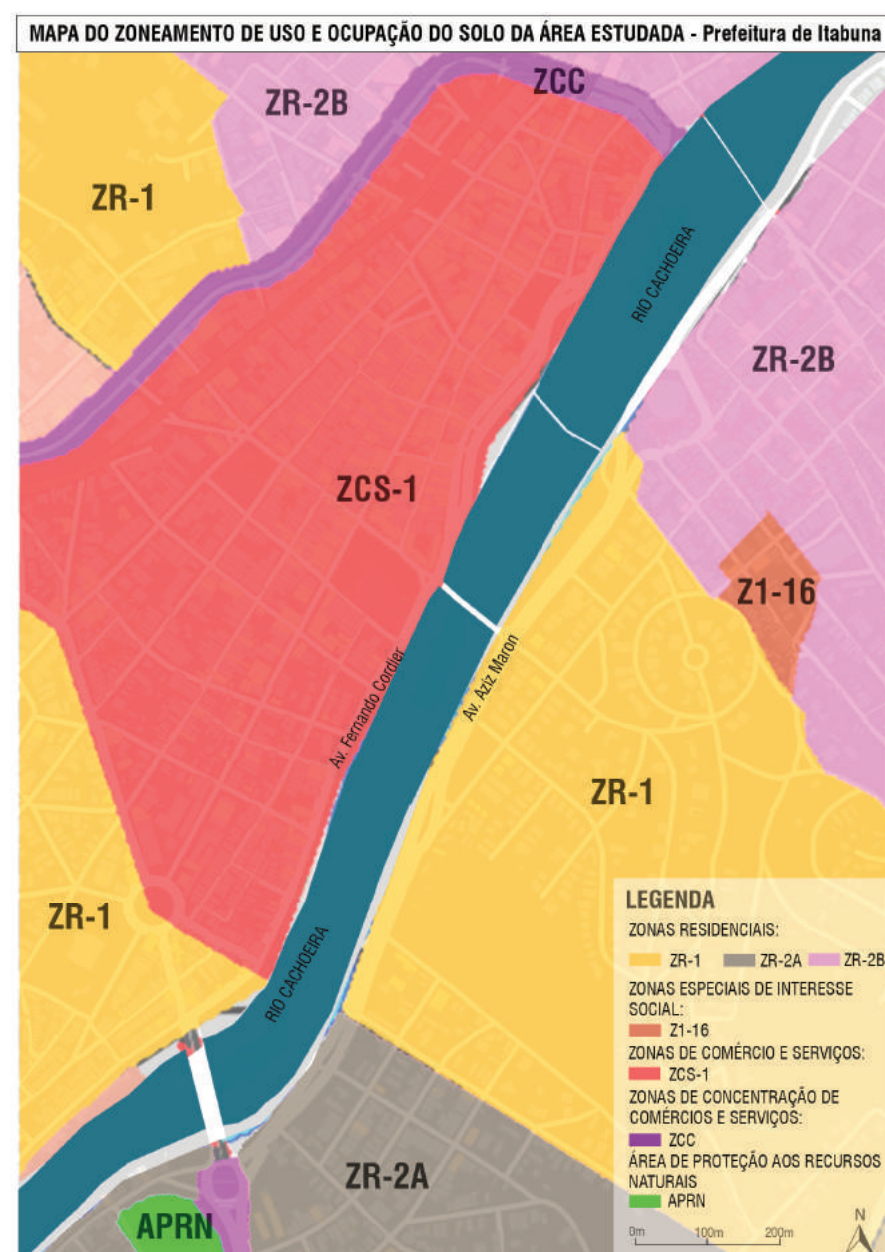 MAPA DO ZONEAMENTO DE USO E OCUPAÇÃO DO SOLO DA ÁREA ESTUDADA - Prefeitura de Itabuna
ZCC
ZR-2B
ZR-1
RIO CACHOEIRA
ZR-2B
ZCS-1
Z1-16
Av. Fernando Cordier
Av. Aziz Maron
ZR-1
ZR-1
RIO CACHOEIRA
ZR-2A
APRN
LEGENDA
ZONAS RESIDENCIAIS:
ZR-1 ZR-2A ZR-2B
ZONAS ESPECIAIS DE INTERESSE
SOCIAL:
Z1-16
ZONAS DE COMÉRCIO E SERVIÇOS:
ZCS-1
ZONAS DE CONCENTRAÇÃO DE
COMÉRCIOS E SERVIÇOS:
ZCC
ÁREA DE PROTEÇÃO AOS RECURSOS
NATURAIS
APRN
0m 100m 200m
N